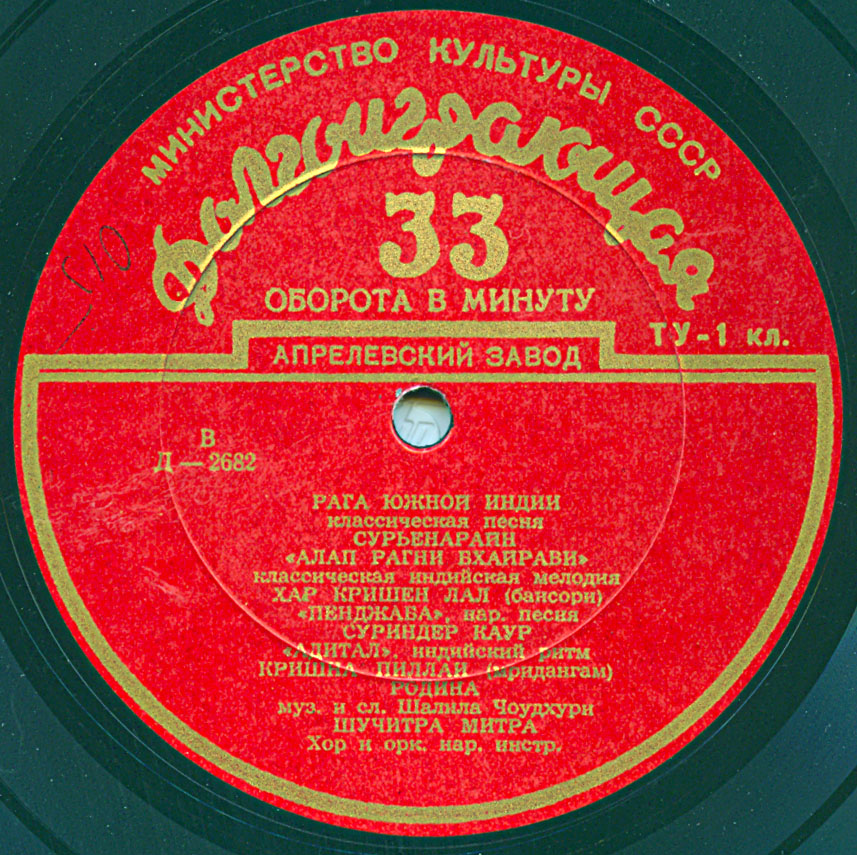 МИНИСТЕРСТВО КУЛЬТУРЫ СССР
Долгоиграющая
33
ОБОРОТА В МИНУТУ
ТУ-1 кл.
АПРЕЛЕВСКИЙ ЗАВОД
В
Д—2682
РАГА ЮЖНОЙ ИНДИИ
классическая песня
СУРЬЕНАРАИН
«АЛАП РАГНИ БХАЙРАВИ»
классическая индийская мелодия
ХАР КРИШЕН ЛАЛ (бансори)
«ПЕНДЖАБА», нар. песня
СУРИНДЕР КАУР
«АДИТАЛ», индийский ритм
КРИШНА ПИЛЛАИ (мридангам)
РОДИНА
муз. и сл. Шалила Чоудхури
ШУЧИТРА МИТРА
Хор и орк. нар. инстр.